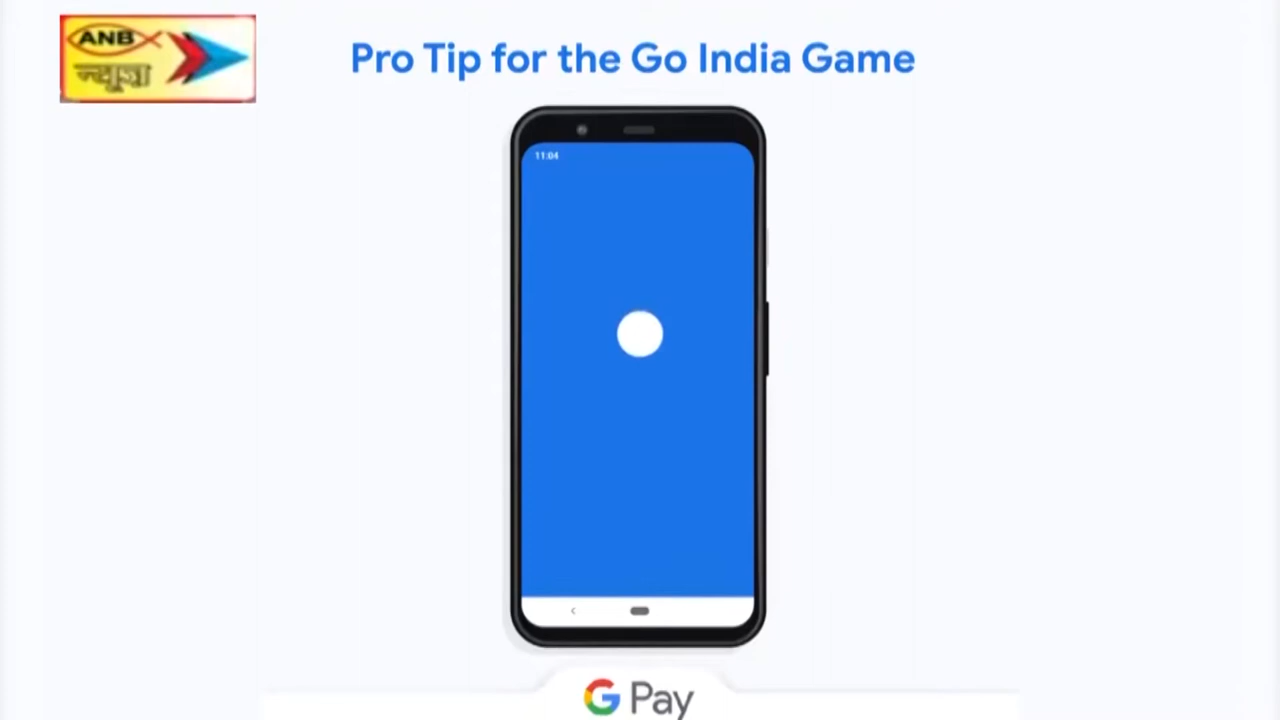 ANB
न्यूज़
Pro Tip for the Go India Game
11:04
G Pay